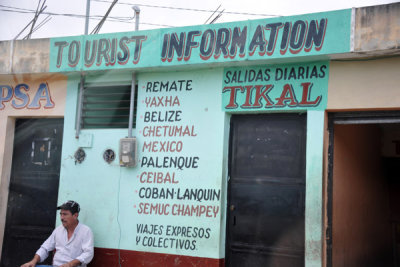 TOURIST INFORMATION
PSA
SALIDAS DIARIAS
TIKAL
·REMATE
·YAXHA
·BELIZE
·CHETUMAL
·MEXICO
·PALENQUE
·CEIBAL
·COBAN-LANQUIN
·SEMUC CHAMPEY
VIAJES EXPRESOS
Y COLECTIVOS